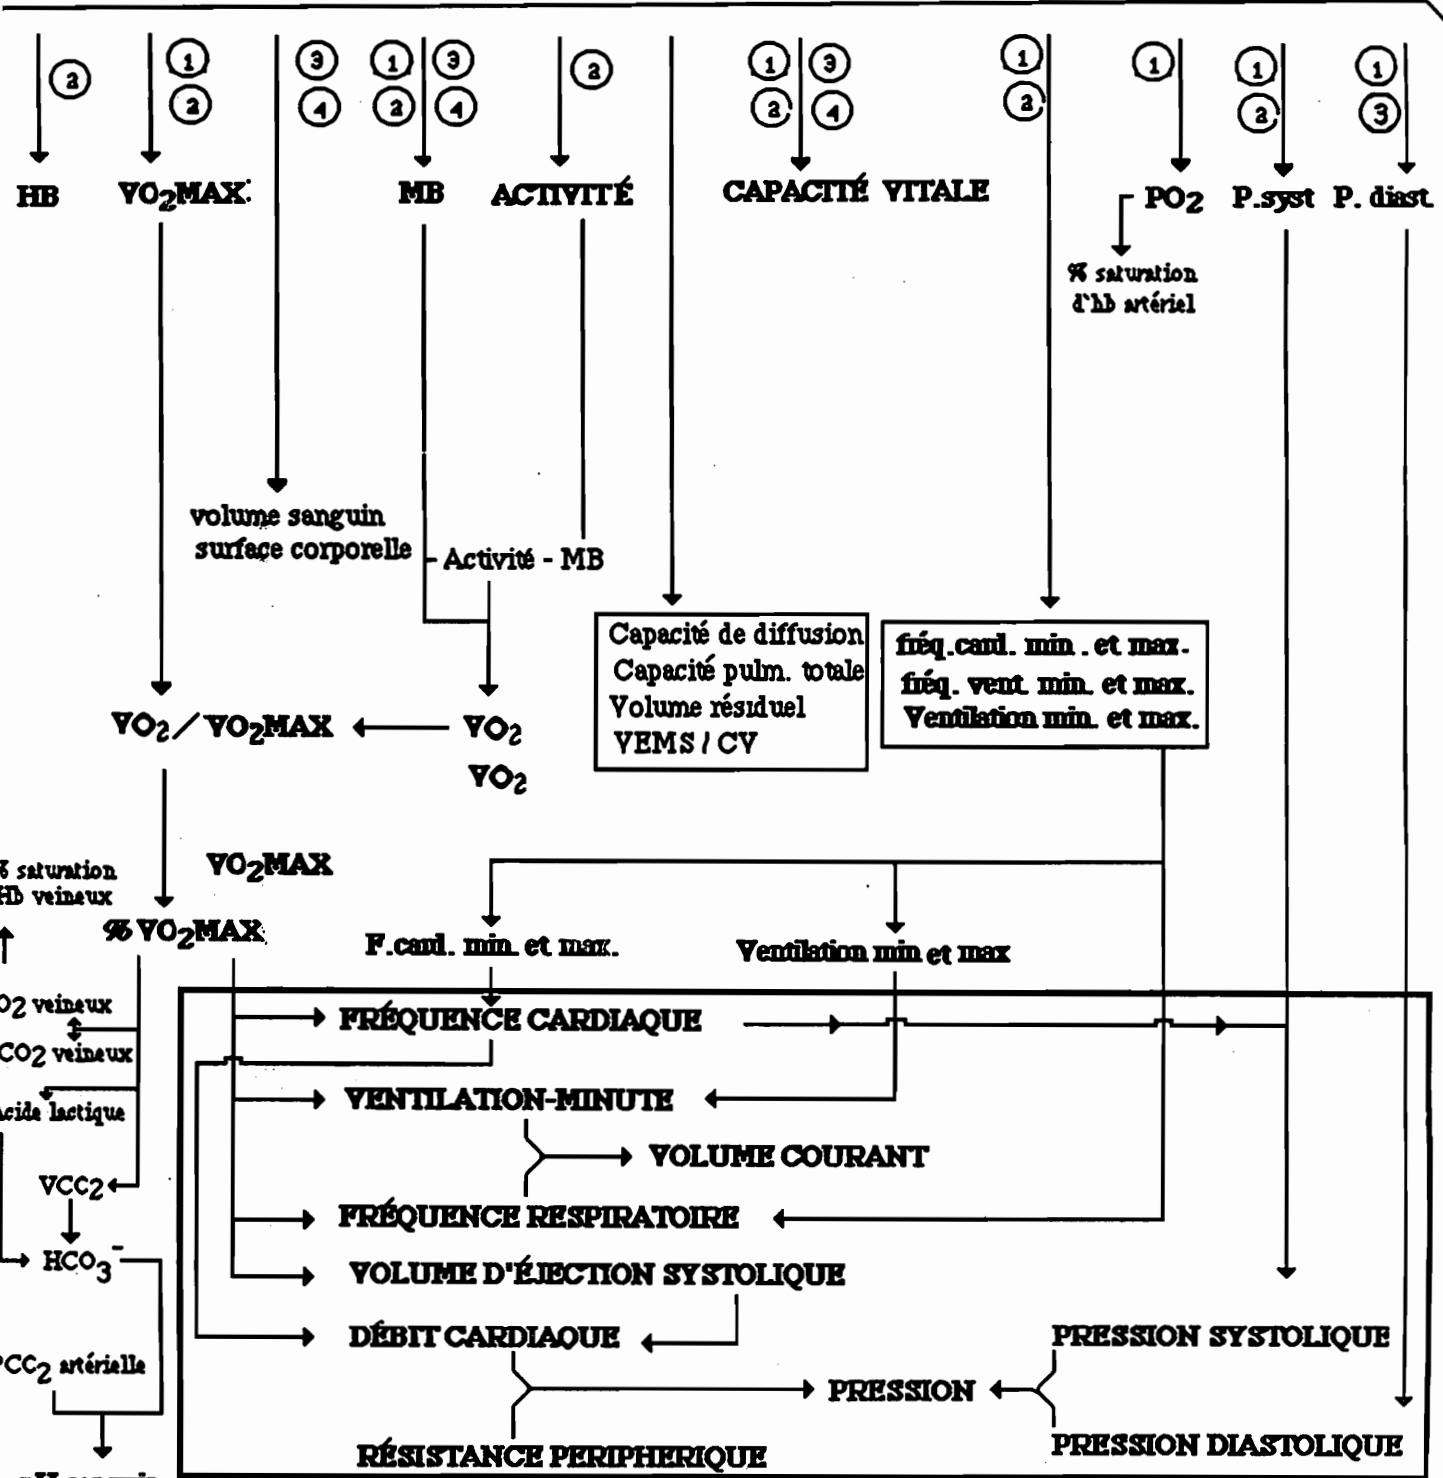 2 1 3 1 3 2 1 3 1 1 1 1
2 4 2 4 2 4 2 2 3
HB VO2MAX MB ACTIVITÉ CAPACITÉ VITALE PO2 P.syst P. diast.
% saturation
d'hb artériel
volume sanguin
surface corporelle
Activité - MB
Capacité de diffusion
Capacité pulm. totale
Volume résiduel
VEMS / CV
fréq.card. min. et max.
fréq. vent. min. et max.
Ventilation min. et max.
VO2/VO2MAX VO2
VO2
VO2MAX
% saturation
Hb veineux
% VO2MAX
F.card. min. et max.
Ventilation min et max
O2 veineux
CO2 veineux
acide lactique
VCC2
HCO3-
PCC2 artérielle
FRÉQUENCE CARDIAQUE
VENTILATION-MINUTE
VOLUME COURANT
FRÉQUENCE RESPIRATOIRE
VOLUME D'ÉJECTION SYSTOLIQUE
DÉBIT CARDIAQUE
PRESSION SYSTOLIQUE
PRESSION
RÉSISTANCE PERIPHERIQUE
PRESSION DIASTOLIQUE